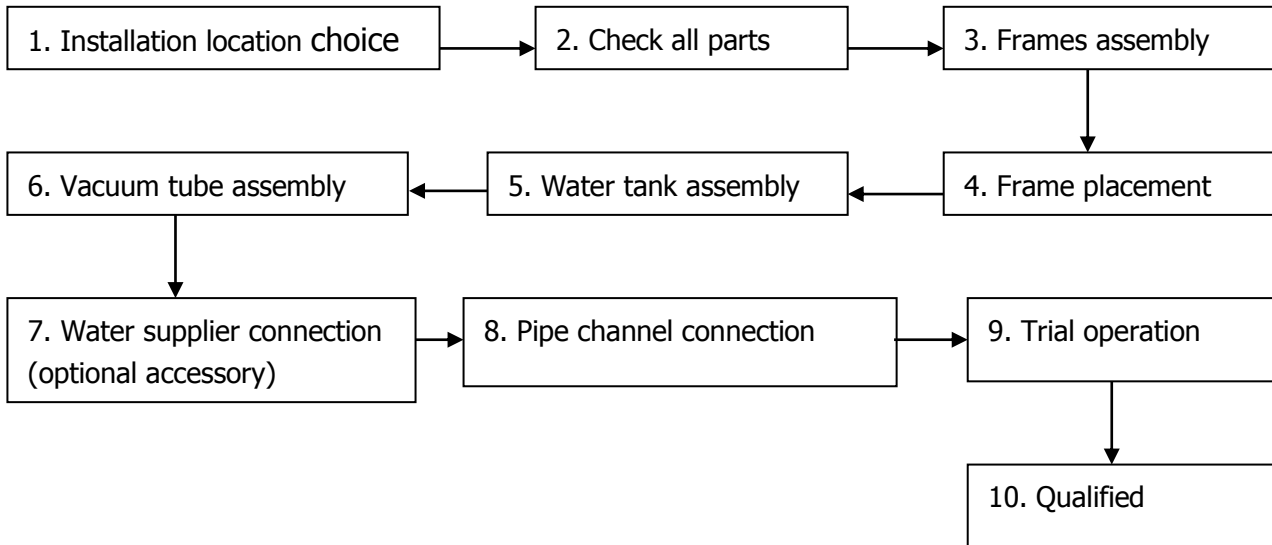 1. Installation location choice
2. Check all parts
3. Frames assembly
4. Frame placement
5. Water tank assembly
6. Vacuum tube assembly
7. Water supplier connection
(optional accessory)
8. Pipe channel connection
9. Trial operation
10. Qualified